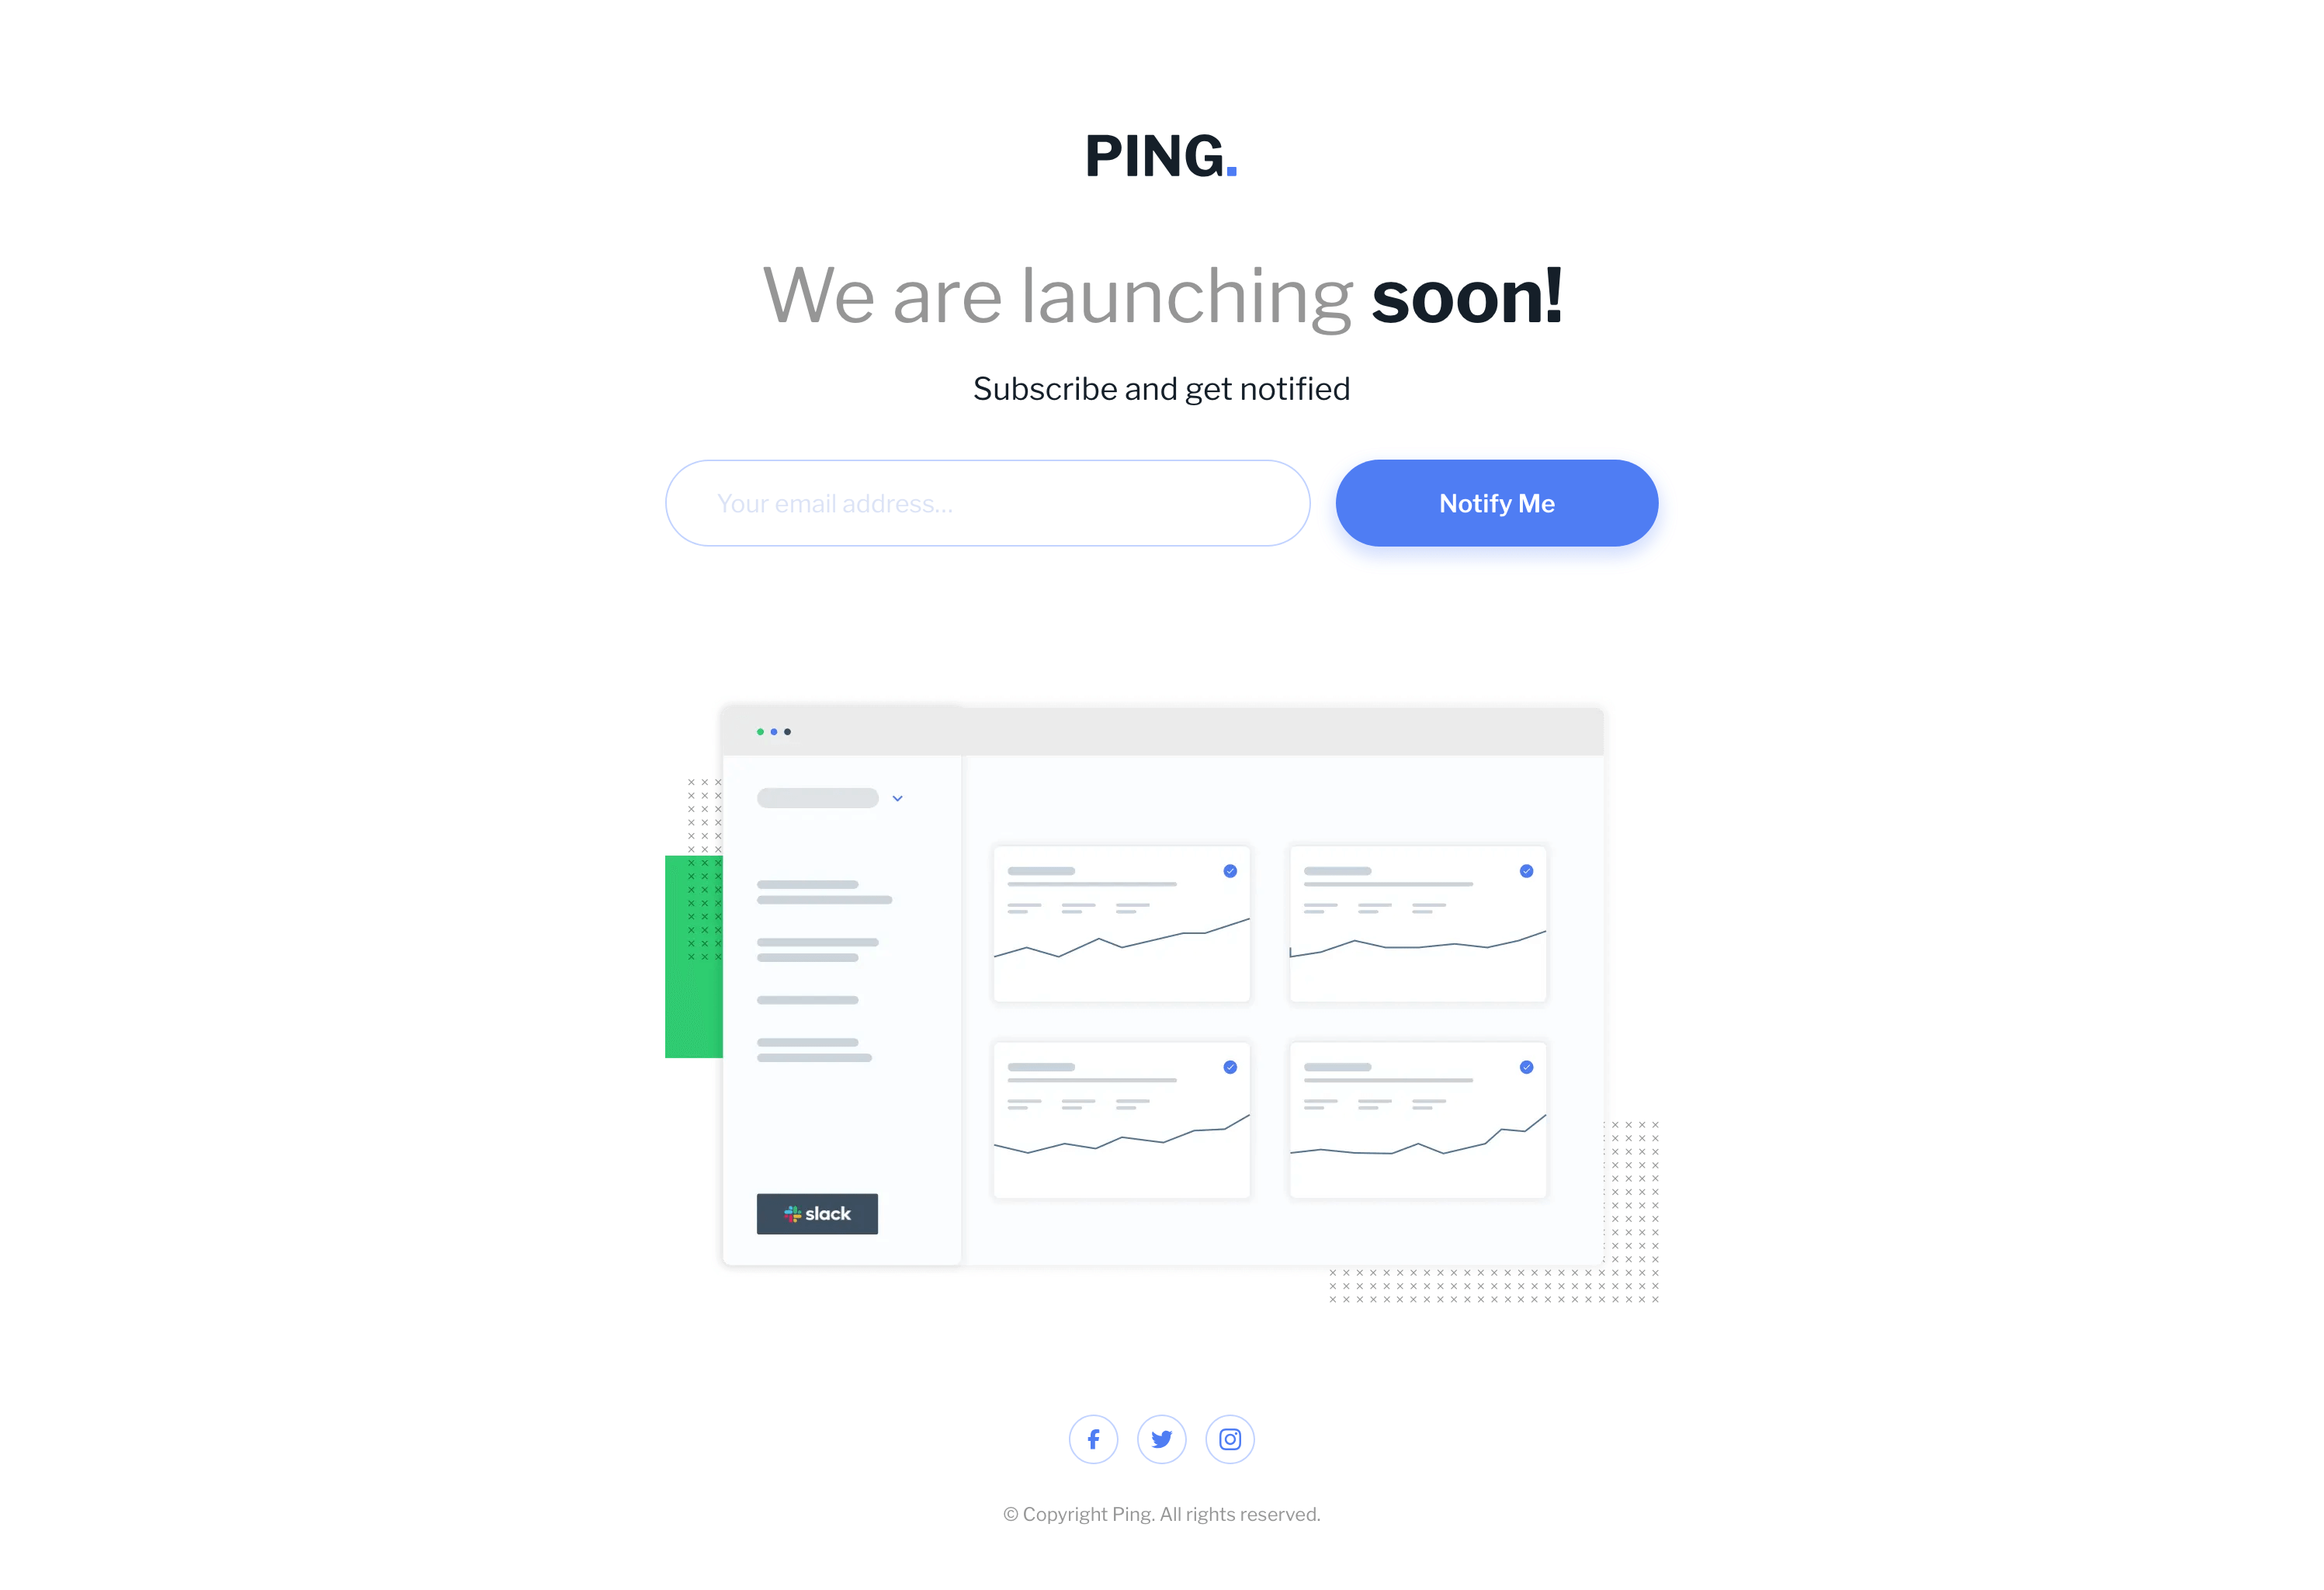 PING.
We are launching soon!
Subscribe and get notified
Your email address...
Notify Me
slack
© Copyright Ping. All rights reserved.